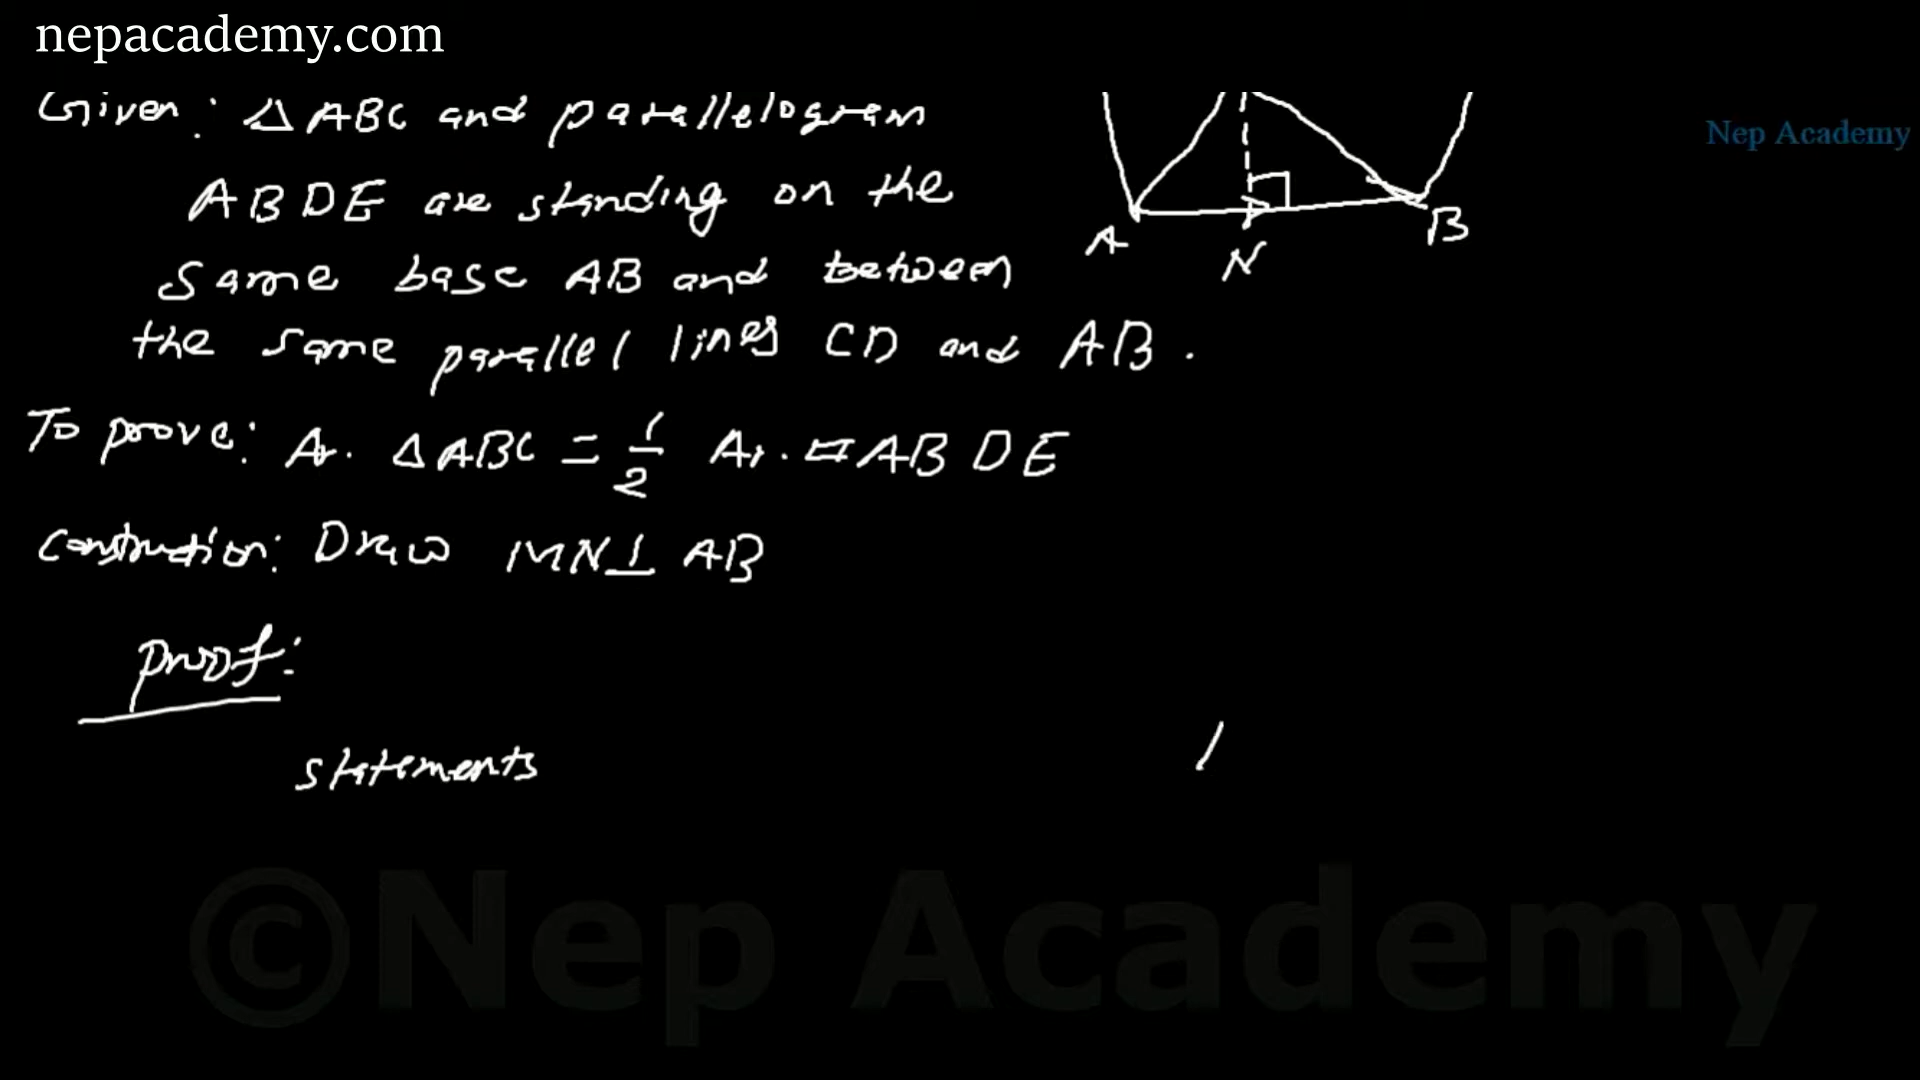 nepacademy.com
Given: △ABC and parallelogram
Nep Academy
ABDE are standing on the
same base AB and between
the same parallel lines CD and AB.
A N B
To prove: Ar. △ABC = 1/2 Ar. ▱ABDE
Construction: Draw MN⊥ AB
Proof:
statements
©Nep Academy